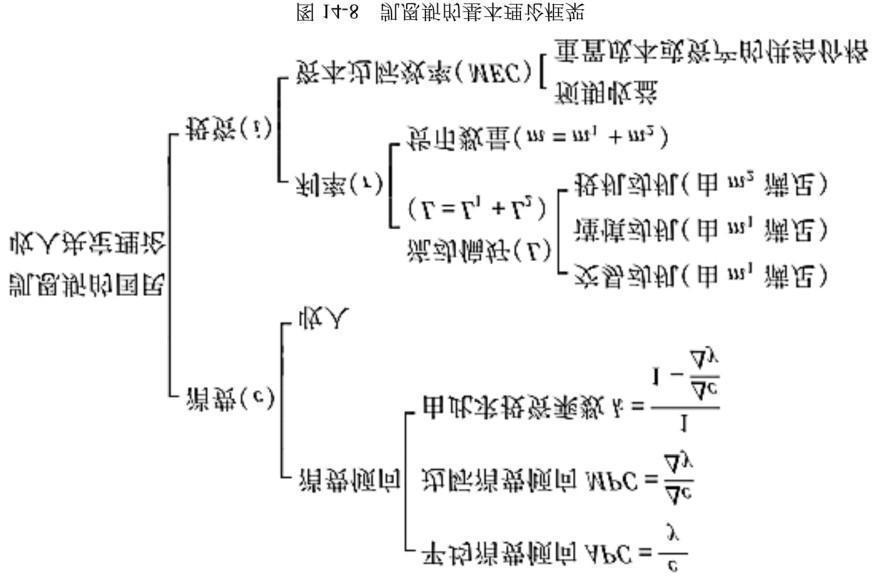 凯恩斯的国民
收入决定理论
消费(c)
消费倾向
平均消费倾向 APC = c/y
边际消费倾向 MPC = Δc/Δy
由此求投资乘数 k = 1/(1 - Δc/Δy)
收入
投资(i)
利率(r)
流动偏好(L)
(L = L₁ + L₂)
交易动机(由 m₁ 满足)
谨慎动机(由 m₁ 满足)
投机动机(由 m₂ 满足)
货币数量(m = m₁ + m₂)
资本边际效率(MEC)
预期收益
重置成本或资产的供给价格
图 14-8 凯恩斯的基本理论框架